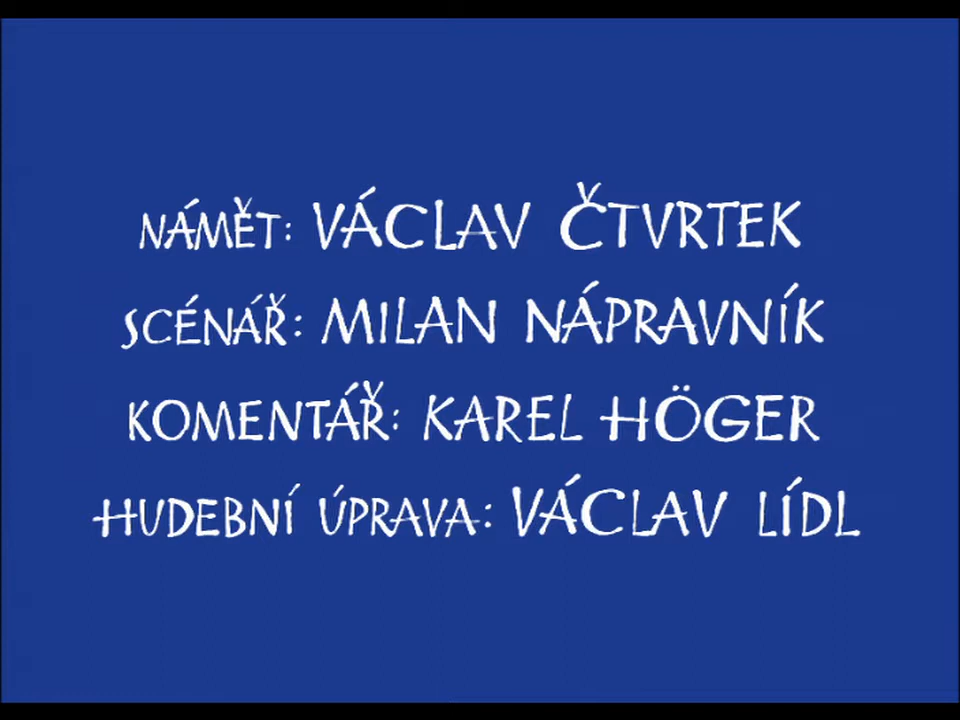 NÁMĚT: VÁCLAV ČTVRTEK
SCÉNÁŘ: MILAN NÁPRAVNÍK
KOMENTÁŘ: KAREL HÖGER
HUDEBNÍ ÚPRAVA: VÁCLAV LÍDL